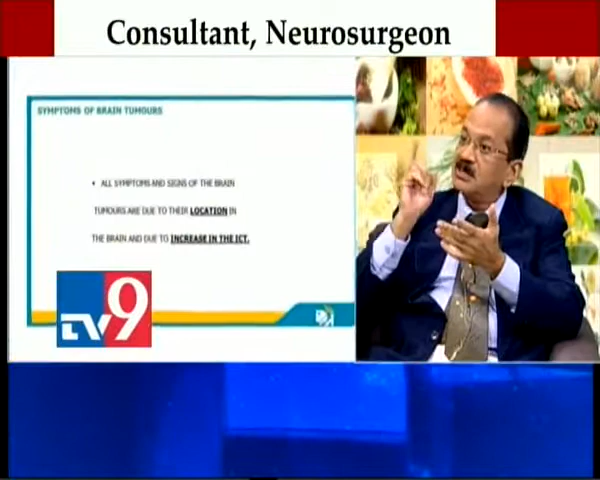 Consultant, Neurosurgeon
SYMPTOMS OF BRAIN TUMOURS
• ALL SYMPTOMS AND SIGNS OF THE BRAIN
TUMOURS ARE DUE TO THEIR LOCATION IN
THE BRAIN AND DUE TO INCREASE IN THE ICT.
TV9